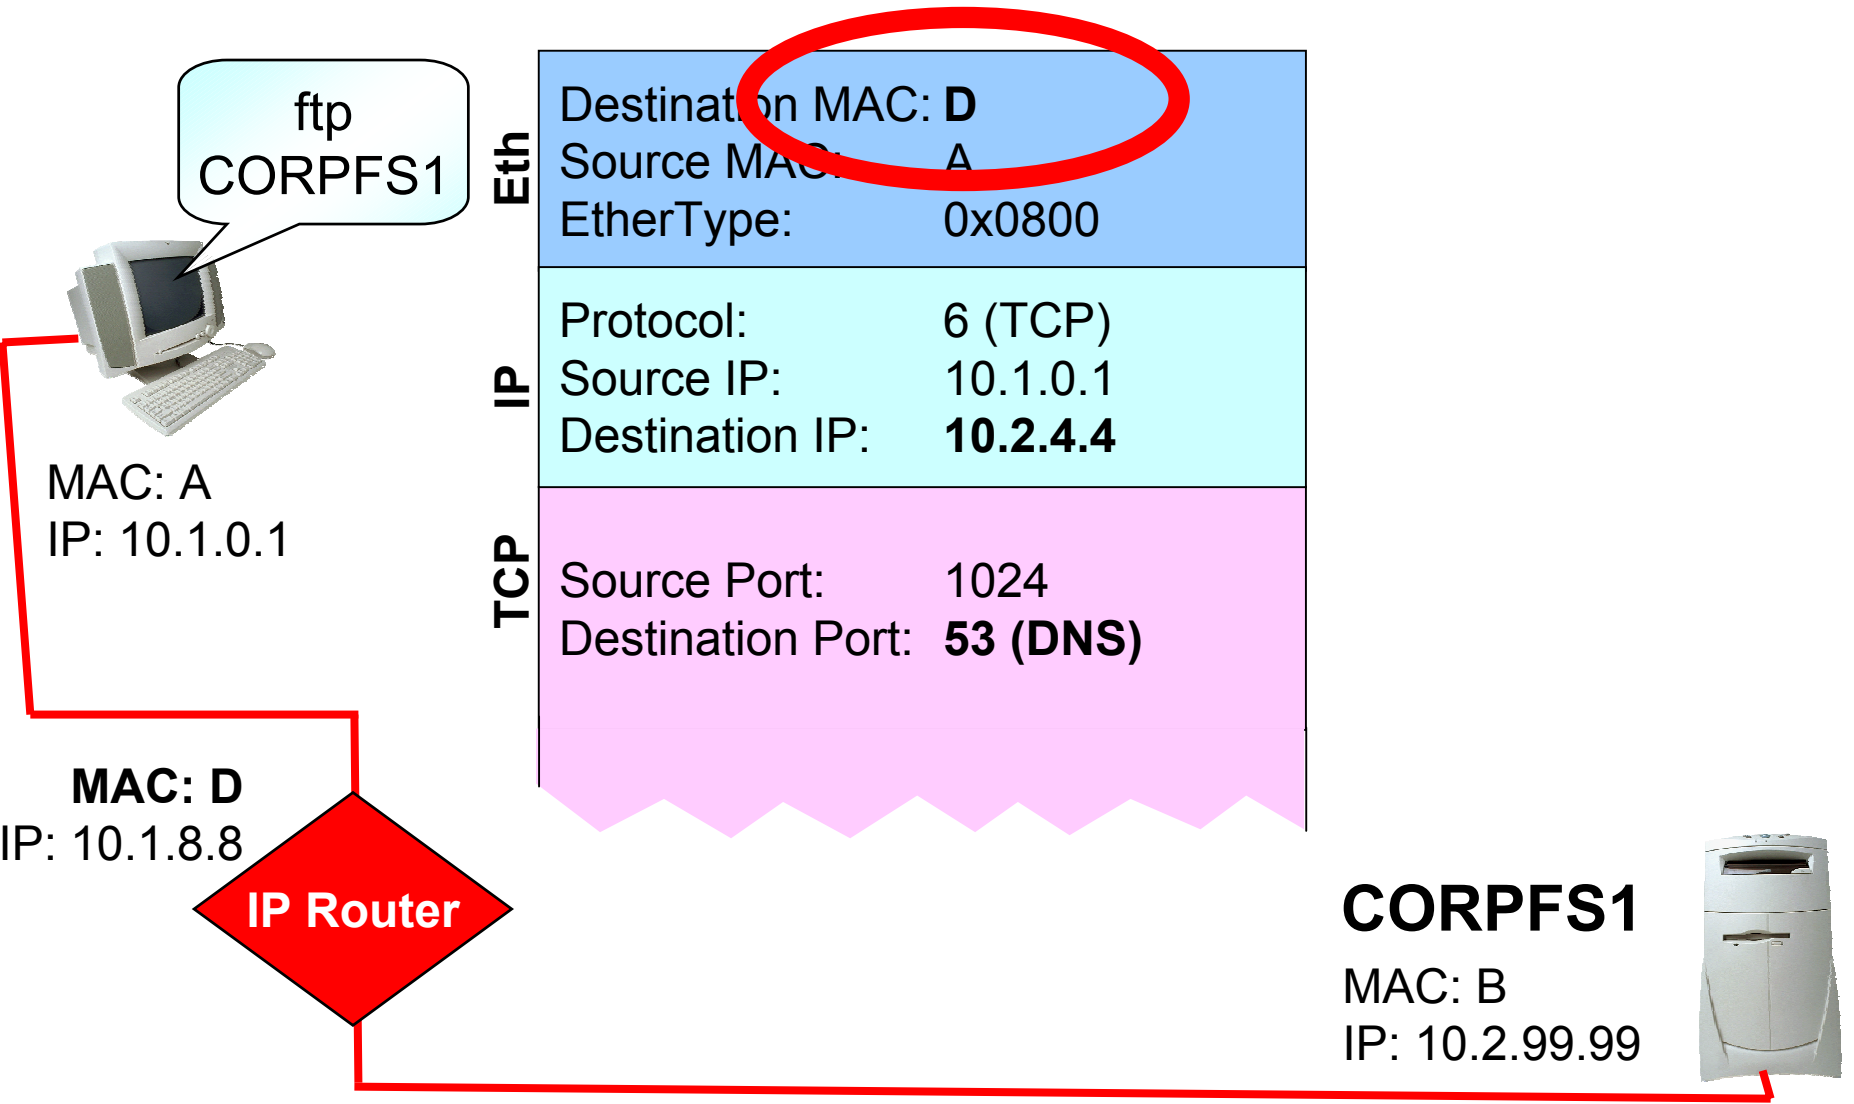 ftp
CORPFS1
MAC: A
IP: 10.1.0.1
Eth
Destination MAC: D
Source MAC: A
EtherType: 0x0800
IP
Protocol: 6 (TCP)
Source IP: 10.1.0.1
Destination IP: 10.2.4.4
TCP
Source Port: 1024
Destination Port: 53 (DNS)
MAC: D
IP: 10.1.8.8
IP Router
CORPFS1
MAC: B
IP: 10.2.99.99